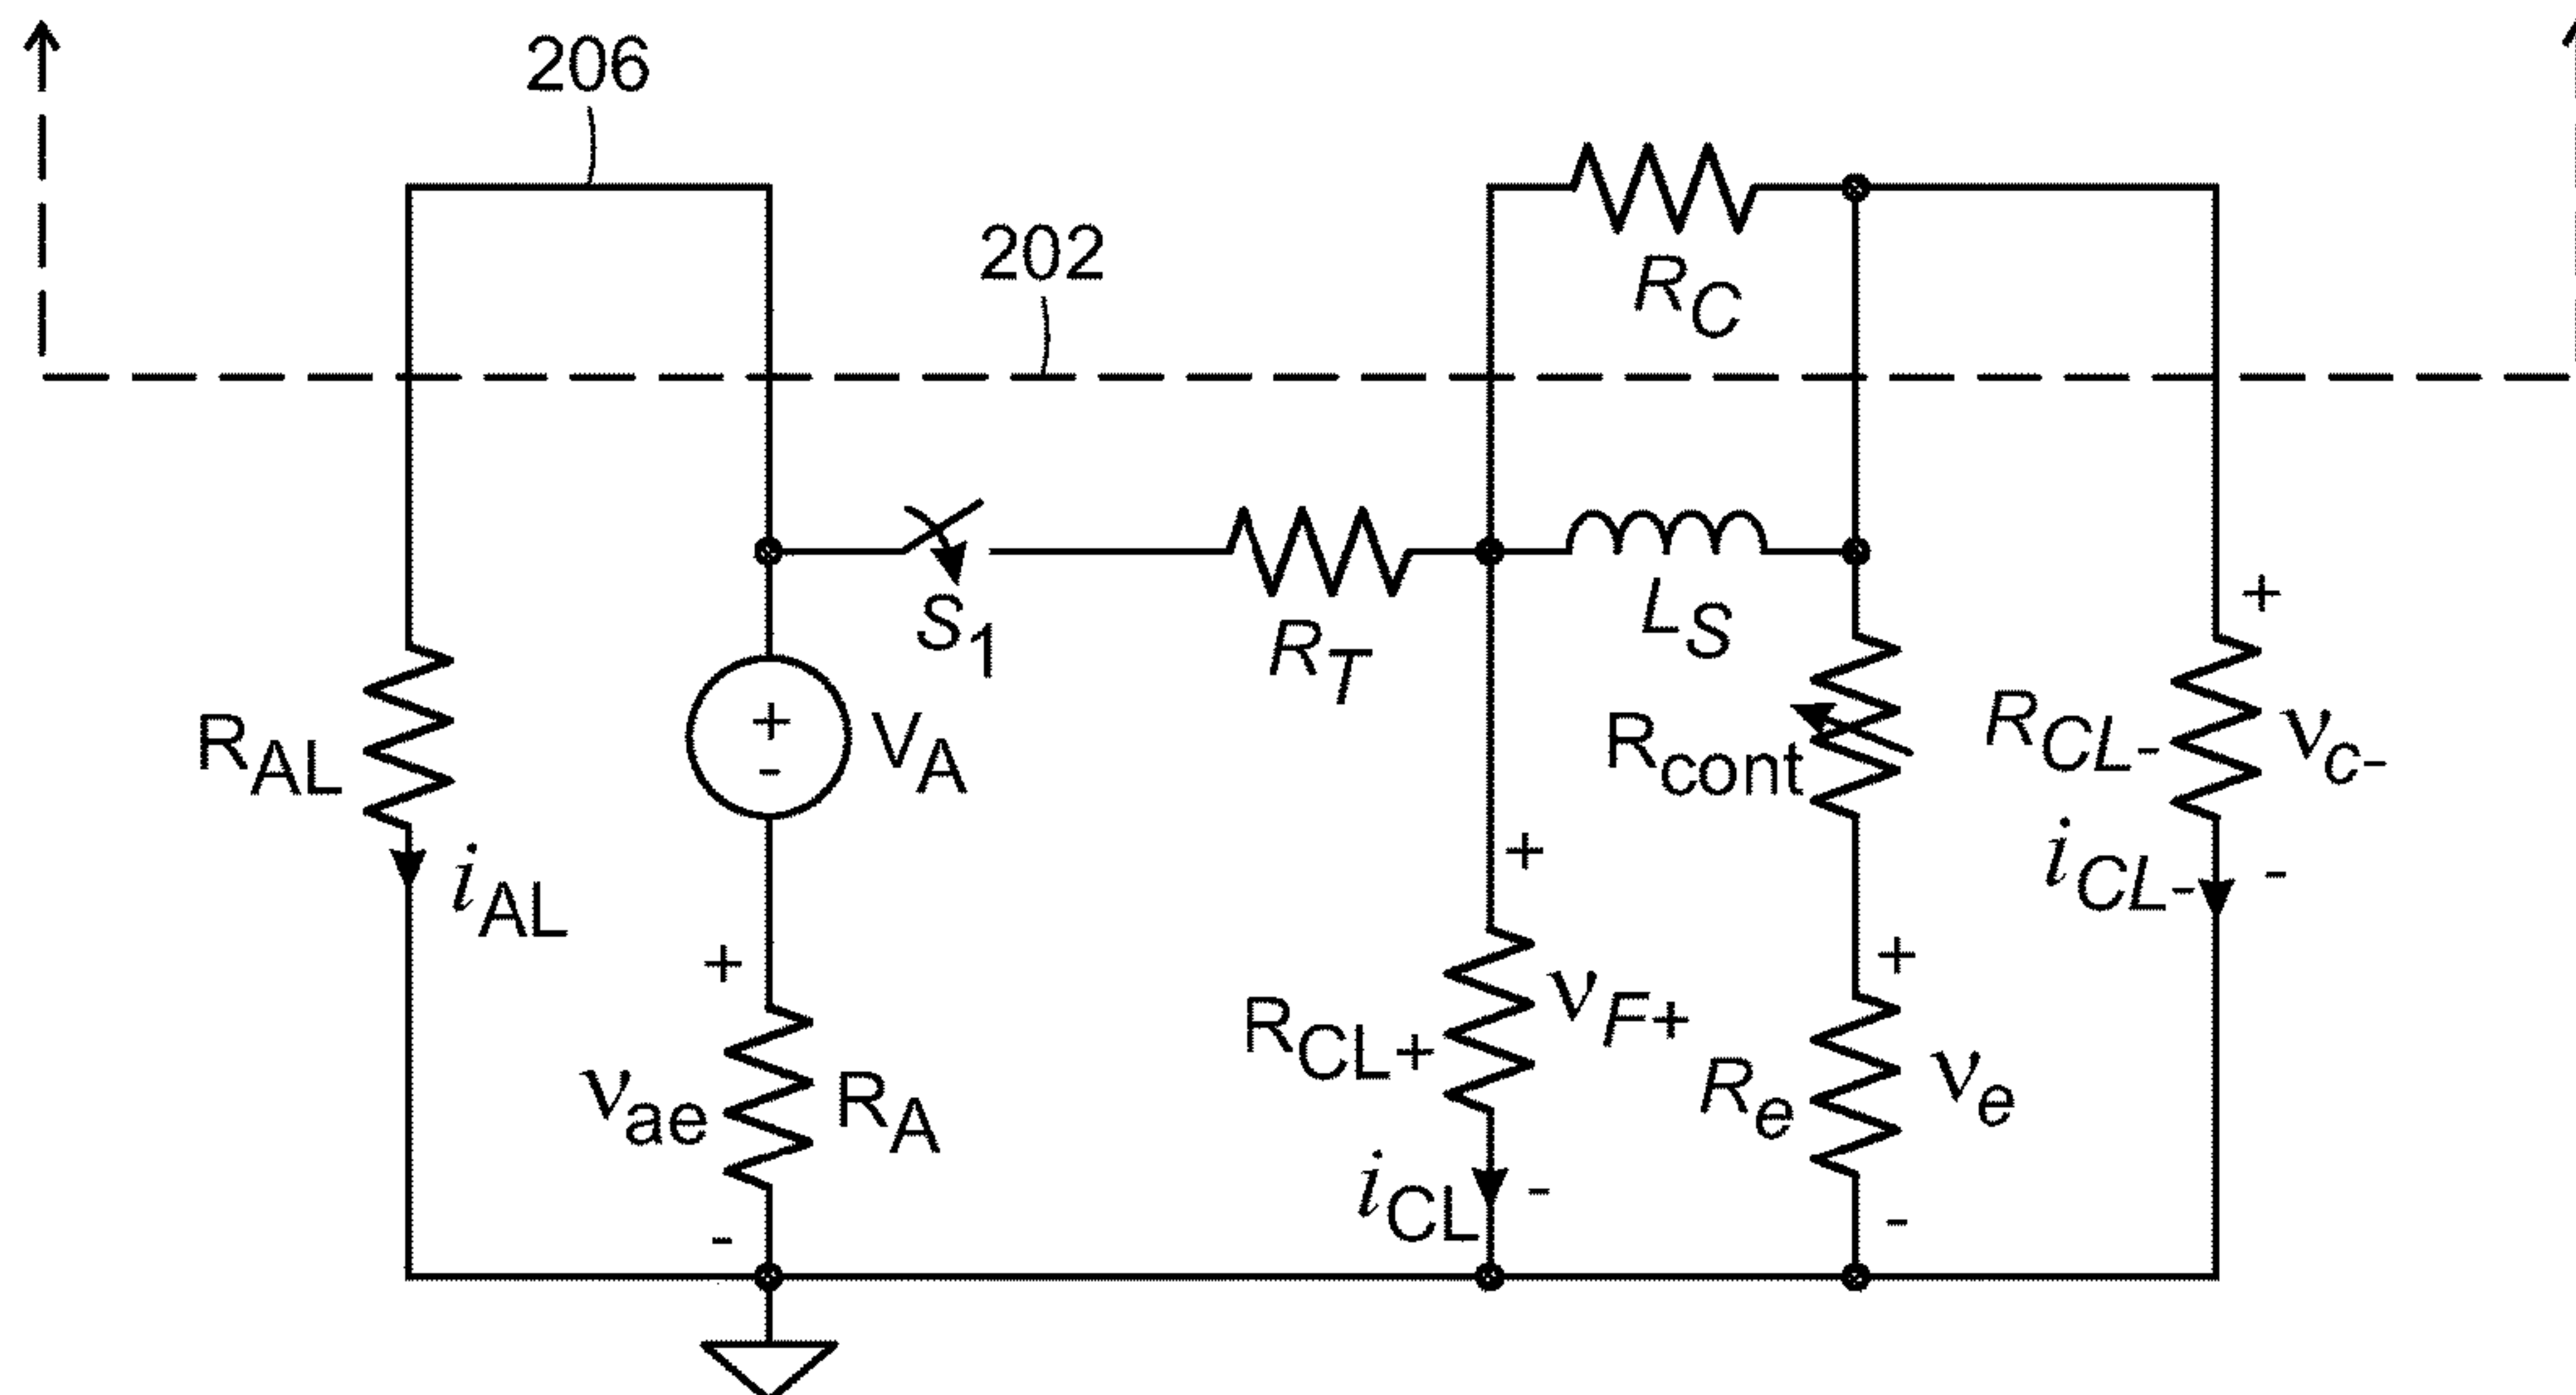 206
202
R_C
S_1
R_T
L_S
+
R_AL
+
-
V_A
R_cont
R_CL-
v_c-
i_AL
+
i_CL-
-
+
+
v_ae
R_A
R_CL+
v_F+
R_e
v_e
-
i_CL
-
-